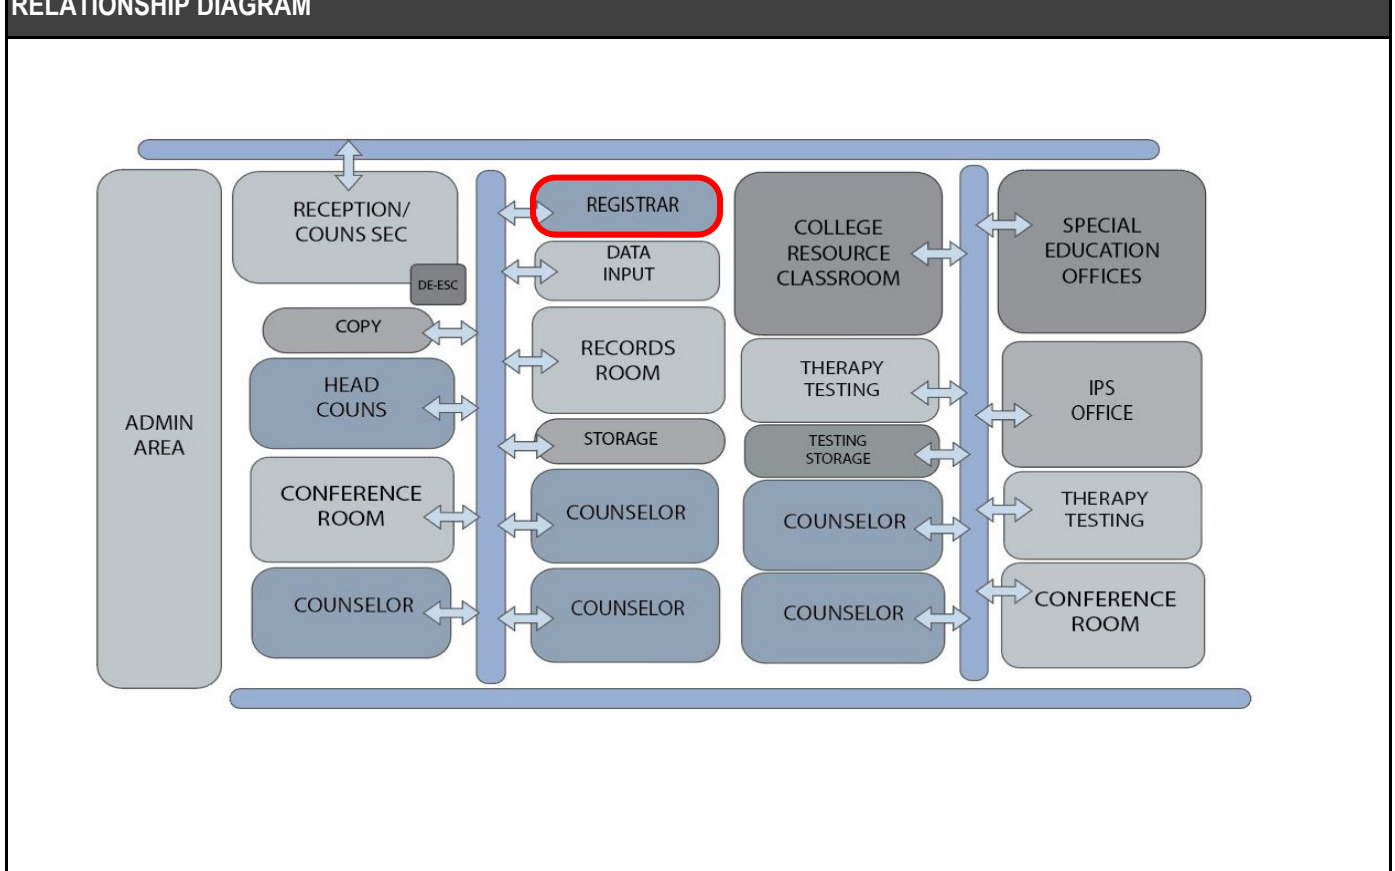 RELATIONSHIP DIAGRAM
ADMIN
AREA
RECEPTION/
COUNS SEC
DE-ESC
COPY
HEAD
COUNS
CONFERENCE
ROOM
COUNSELOR
REGISTRAR
DATA
INPUT
RECORDS
ROOM
STORAGE
COUNSELOR
COUNSELOR
COLLEGE
RESOURCE
CLASSROOM
THERAPY
TESTING
TESTING
STORAGE
COUNSELOR
COUNSELOR
SPECIAL
EDUCATION
OFFICES
IPS
OFFICE
THERAPY
TESTING
CONFERENCE
ROOM